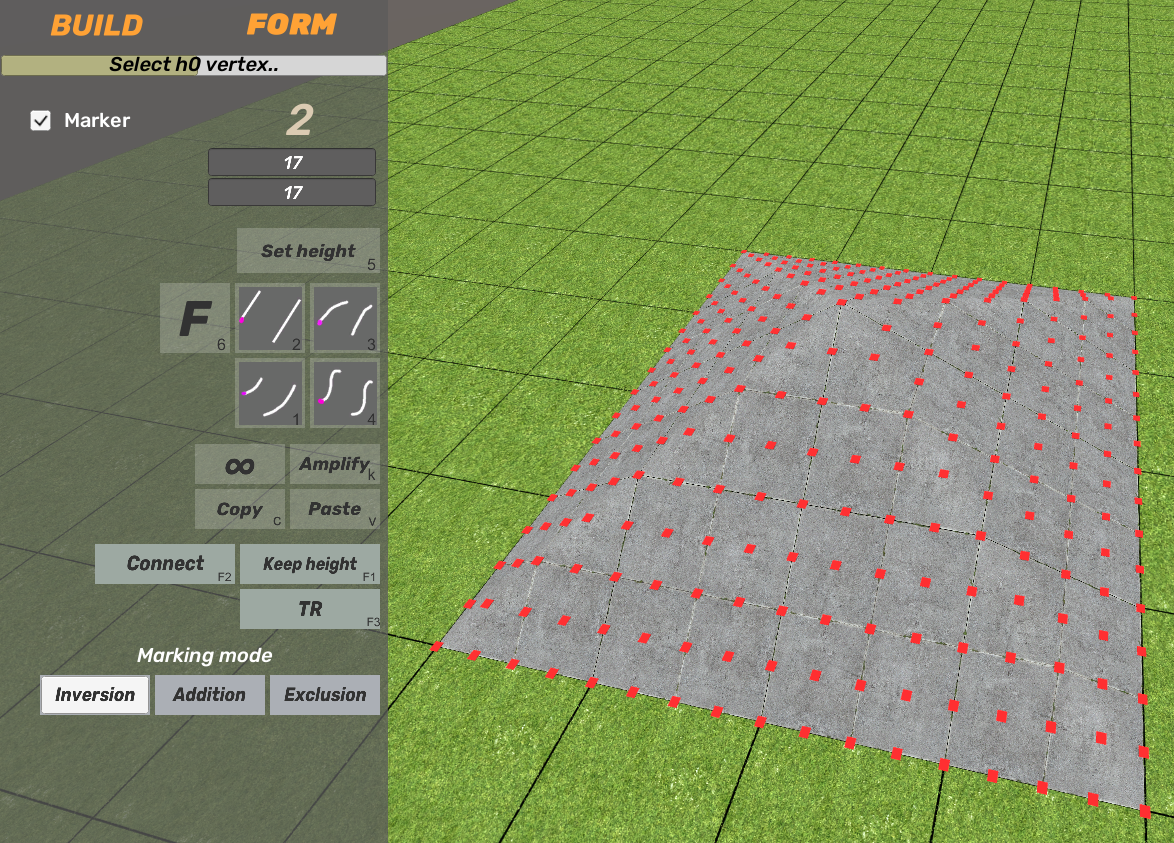 BUILD FORM
Select h0 vertex..
Marker 2
17
17
Set height 5
F 6 2 3
1 4
∞ Amplify K
Copy C Paste V
Connect F2 Keep height F1
TR F3
Marking mode
Inversion Addition Exclusion